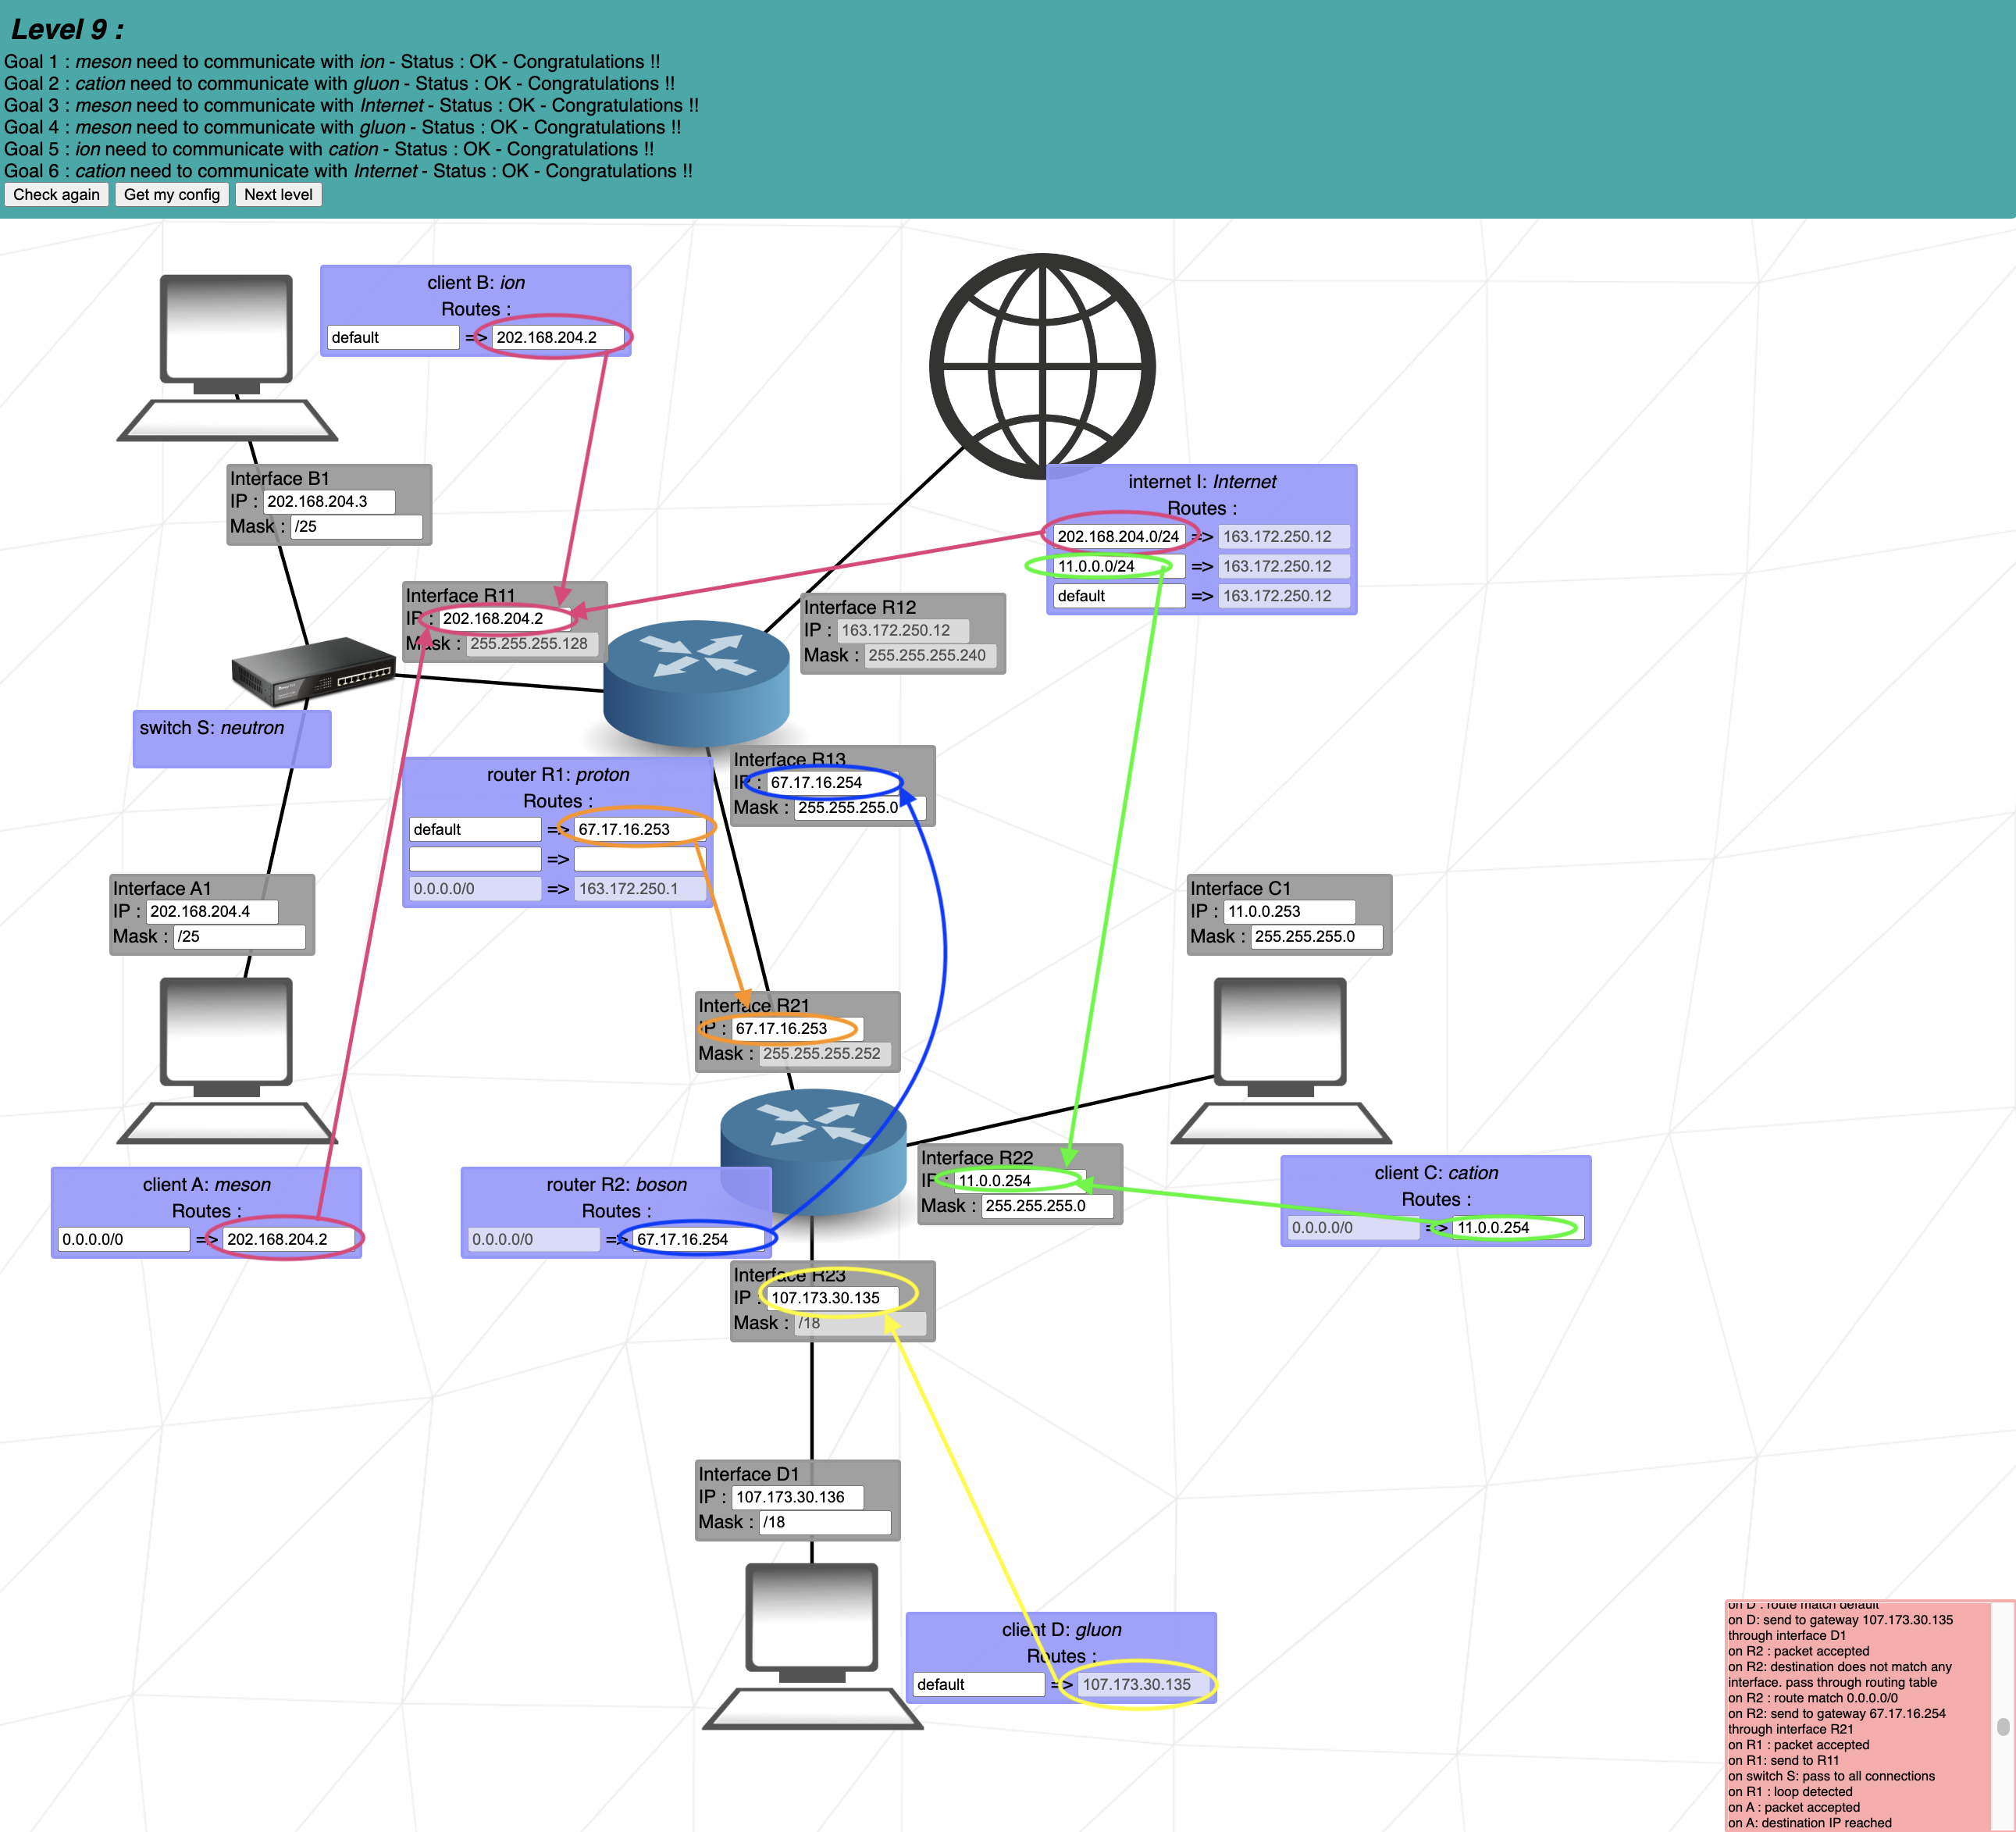 Level 9 :
Goal 1 : meson need to communicate with ion - Status : OK - Congratulations !!
Goal 2 : cation need to communicate with gluon - Status : OK - Congratulations !!
Goal 3 : meson need to communicate with Internet - Status : OK - Congratulations !!
Goal 4 : meson need to communicate with gluon - Status : OK - Congratulations !!
Goal 5 : ion need to communicate with cation - Status : OK - Congratulations !!
Goal 6 : cation need to communicate with Internet - Status : OK - Congratulations !!
Check again Get my config Next level
client B: ion
Routes :
default => 202.168.204.2
Interface B1
IP : 202.168.204.3
Mask : /25
internet I: Internet
Routes :
202.168.204.0/24 => 163.172.250.12
11.0.0.0/24 => 163.172.250.12
default => 163.172.250.12
Interface R11
IP : 202.168.204.2
Mask : 255.255.255.128
Interface R12
IP : 163.172.250.12
Mask : 255.255.255.240
switch S: neutron
Interface R13
IP : 67.17.16.254
Mask : 255.255.255.0
router R1: proton
Routes :
default => 67.17.16.253
=>
0.0.0.0/0 => 163.172.250.1
Interface A1
IP : 202.168.204.4
Mask : /25
Interface C1
IP : 11.0.0.253
Mask : 255.255.255.0
Interface R21
IP : 67.17.16.253
Mask : 255.255.255.252
client A: meson
Routes :
0.0.0.0/0 => 202.168.204.2
router R2: boson
Routes :
0.0.0.0/0 => 67.17.16.254
Interface R22
IP : 11.0.0.254
Mask : 255.255.255.0
client C: cation
Routes :
0.0.0.0/0 => 11.0.0.254
Interface R23
IP : 107.173.30.135
Mask : /18
Interface D1
IP : 107.173.30.136
Mask : /18
client D: gluon
Routes :
default => 107.173.30.135
on D : route match default
on D: send to gateway 107.173.30.135
through interface D1
on R2 : packet accepted
on R2: destination does not match any
interface. pass through routing table
on R2 : route match 0.0.0.0/0
on R2: send to gateway 67.17.16.254
through interface R21
on R1 : packet accepted
on R1: send to R11
on switch S: pass to all connections
on R1 : loop detected
on A : packet accepted
on A: destination IP reached